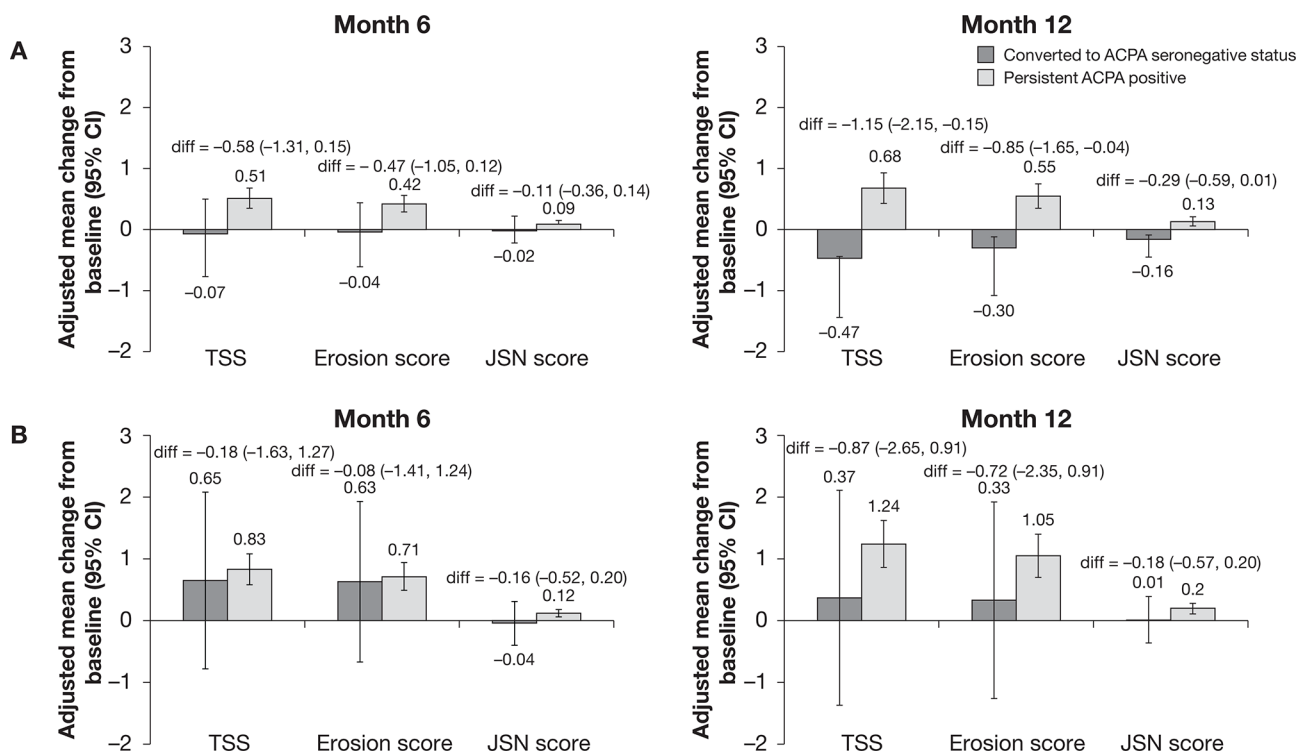 A
Month 6
Adjusted mean change from
baseline (95% CI)
3
2
1
0
−1
−2
diff = −0.58 (−1.31, 0.15)
0.51
−0.07
diff = − 0.47 (−1.05, 0.12)
0.42
−0.04
diff = −0.11 (−0.36, 0.14)
0.09
−0.02
TSS
Erosion score
JSN score
Month 12
Converted to ACPA seronegative status
Persistent ACPA positive
Adjusted mean change from
baseline (95% CI)
3
2
1
0
−1
−2
diff = −1.15 (−2.15, −0.15)
0.68
−0.47
diff = −0.85 (−1.65, −0.04)
0.55
−0.30
diff = −0.29 (−0.59, 0.01)
0.13
−0.16
TSS
Erosion score
JSN score
B
Month 6
Adjusted mean change from
baseline (95% CI)
3
2
1
0
−1
−2
diff = −0.18 (−1.63, 1.27)
0.65
0.83
diff = −0.08 (−1.41, 1.24)
0.63
0.71
diff = −0.16 (−0.52, 0.20)
0.12
−0.04
TSS
Erosion score
JSN score
Month 12
Adjusted mean change from
baseline (95% CI)
3
2
1
0
−1
−2
diff = −0.87 (−2.65, 0.91)
0.37
1.24
diff = −0.72 (−2.35, 0.91)
0.33
1.05
diff = −0.18 (−0.57, 0.20)
0.01
0.2
TSS
Erosion score
JSN score